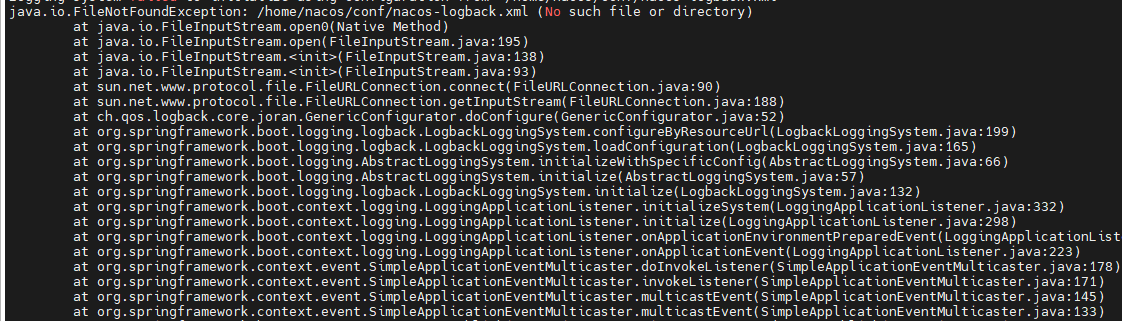 java.io.FileNotFoundException: /home/nacos/conf/nacos-logback.xml (No such file or directory)
at java.io.FileInputStream.open0(Native Method)
at java.io.FileInputStream.open(FileInputStream.java:195)
at java.io.FileInputStream.<init>(FileInputStream.java:138)
at java.io.FileInputStream.<init>(FileInputStream.java:93)
at sun.net.www.protocol.file.FileURLConnection.connect(FileURLConnection.java:90)
at sun.net.www.protocol.file.FileURLConnection.getInputStream(FileURLConnection.java:188)
at ch.qos.logback.core.joran.GenericConfigurator.doConfigure(GenericConfigurator.java:52)
at org.springframework.boot.logging.logback.LogbackLoggingSystem.configureByResourceUrl(LogbackLoggingSystem.java:199)
at org.springframework.boot.logging.logback.LogbackLoggingSystem.loadConfiguration(LogbackLoggingSystem.java:165)
at org.springframework.boot.logging.AbstractLoggingSystem.initializeWithSpecificConfig(AbstractLoggingSystem.java:66)
at org.springframework.boot.logging.AbstractLoggingSystem.initialize(AbstractLoggingSystem.java:57)
at org.springframework.boot.logging.logback.LogbackLoggingSystem.initialize(LogbackLoggingSystem.java:132)
at org.springframework.boot.context.logging.LoggingApplicationListener.initializeSystem(LoggingApplicationListener.java:332)
at org.springframework.boot.context.logging.LoggingApplicationListener.initialize(LoggingApplicationListener.java:298)
at org.springframework.boot.context.logging.LoggingApplicationListener.onApplicationEnvironmentPreparedEvent(LoggingApplicationList
at org.springframework.boot.context.logging.LoggingApplicationListener.onApplicationEvent(LoggingApplicationListener.java:223)
at org.springframework.context.event.SimpleApplicationEventMulticaster.doInvokeListener(SimpleApplicationEventMulticaster.java:178)
at org.springframework.context.event.SimpleApplicationEventMulticaster.invokeListener(SimpleApplicationEventMulticaster.java:171)
at org.springframework.context.event.SimpleApplicationEventMulticaster.multicastEvent(SimpleApplicationEventMulticaster.java:145)
at org.springframework.context.event.SimpleApplicationEventMulticaster.multicastEvent(SimpleApplicationEventMulticaster.java:133)